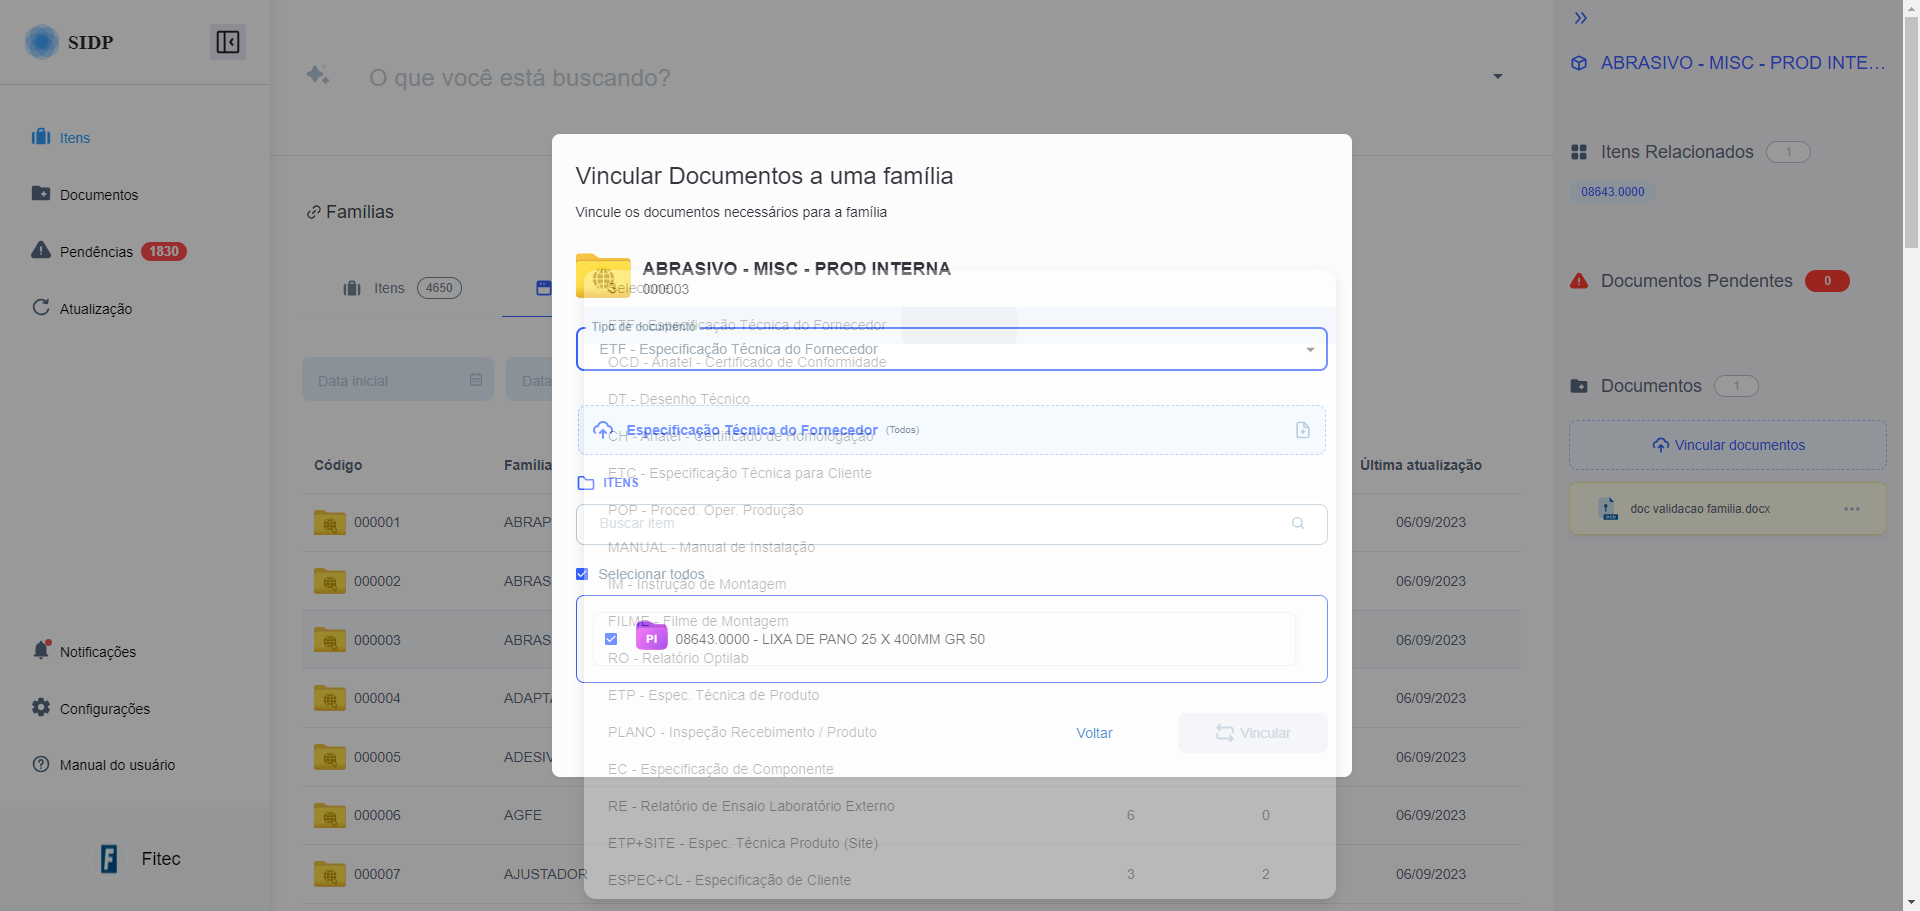 SIDP
Itens
Documentos
Pendências 1830
Atualização
Notificações
Configurações
Manual do usuário
Fitec
O que você está buscando?
Famílias
Itens 4650
Data inicial
Data
Código Família Última atualização
000001 ABRAP 06/09/2023
000002 ABRAS 06/09/2023
000003 ABRAS 06/09/2023
000004 ADAPTA 06/09/2023
000005 ADESIV 06/09/2023
000006 AGFE 6 0 06/09/2023
000007 AJUSTADOR 3 2 06/09/2023
Vincular Documentos a uma família
Vincule os documentos necessários para a família
ABRASIVO - MISC - PROD INTERNA
000003
Tipo de documento
ETF - Especificação Técnica do Fornecedor
Especificação Técnica do Fornecedor (Todos)
ITENS
Buscar item
Selecionar todos
PI 08643.0000 - LIXA DE PANO 25 X 400MM GR 50
Voltar
Vincular
Selecione
ETF - Especificação Técnica do Fornecedor
OCD - Anatel - Certificado de Conformidade
DT - Desenho Técnico
CH - Anatel - Certificado de Homologação
ETC - Especificação Técnica para Cliente
POP - Proced. Oper. Produção
MANUAL - Manual de Instalação
IM - Instrução de Montagem
FILME - Filme de Montagem
RO - Relatório Optilab
ETP - Espec. Técnica de Produto
PLANO - Inspeção Recebimento / Produto
EC - Especificação de Componente
RE - Relatório de Ensaio Laboratório Externo
ETP+SITE - Espec. Técnica Produto (Site)
ESPEC+CL - Especificação de Cliente
ABRASIVO - MISC - PROD INTE...
Itens Relacionados 1
08643.0000
Documentos Pendentes 0
Documentos 1
Vincular documentos
doc validacao familia.docx